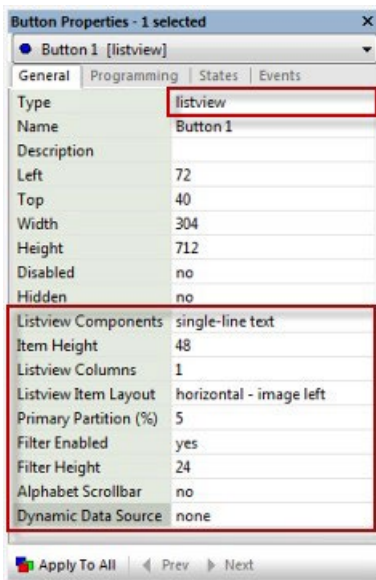 Button Properties - 1 selected x
Button 1 [listview]
General Programming States Events
Type listview
Name Button 1
Description
Left 72
Top 40
Width 304
Height 712
Disabled no
Hidden no
Listview Components single-line text
Item Height 48
Listview Columns 1
Listview Item Layout horizontal - image left
Primary Partition (%) 5
Filter Enabled yes
Filter Height 24
Alphabet Scrollbar no
Dynamic Data Source none
Apply To All Prev Next